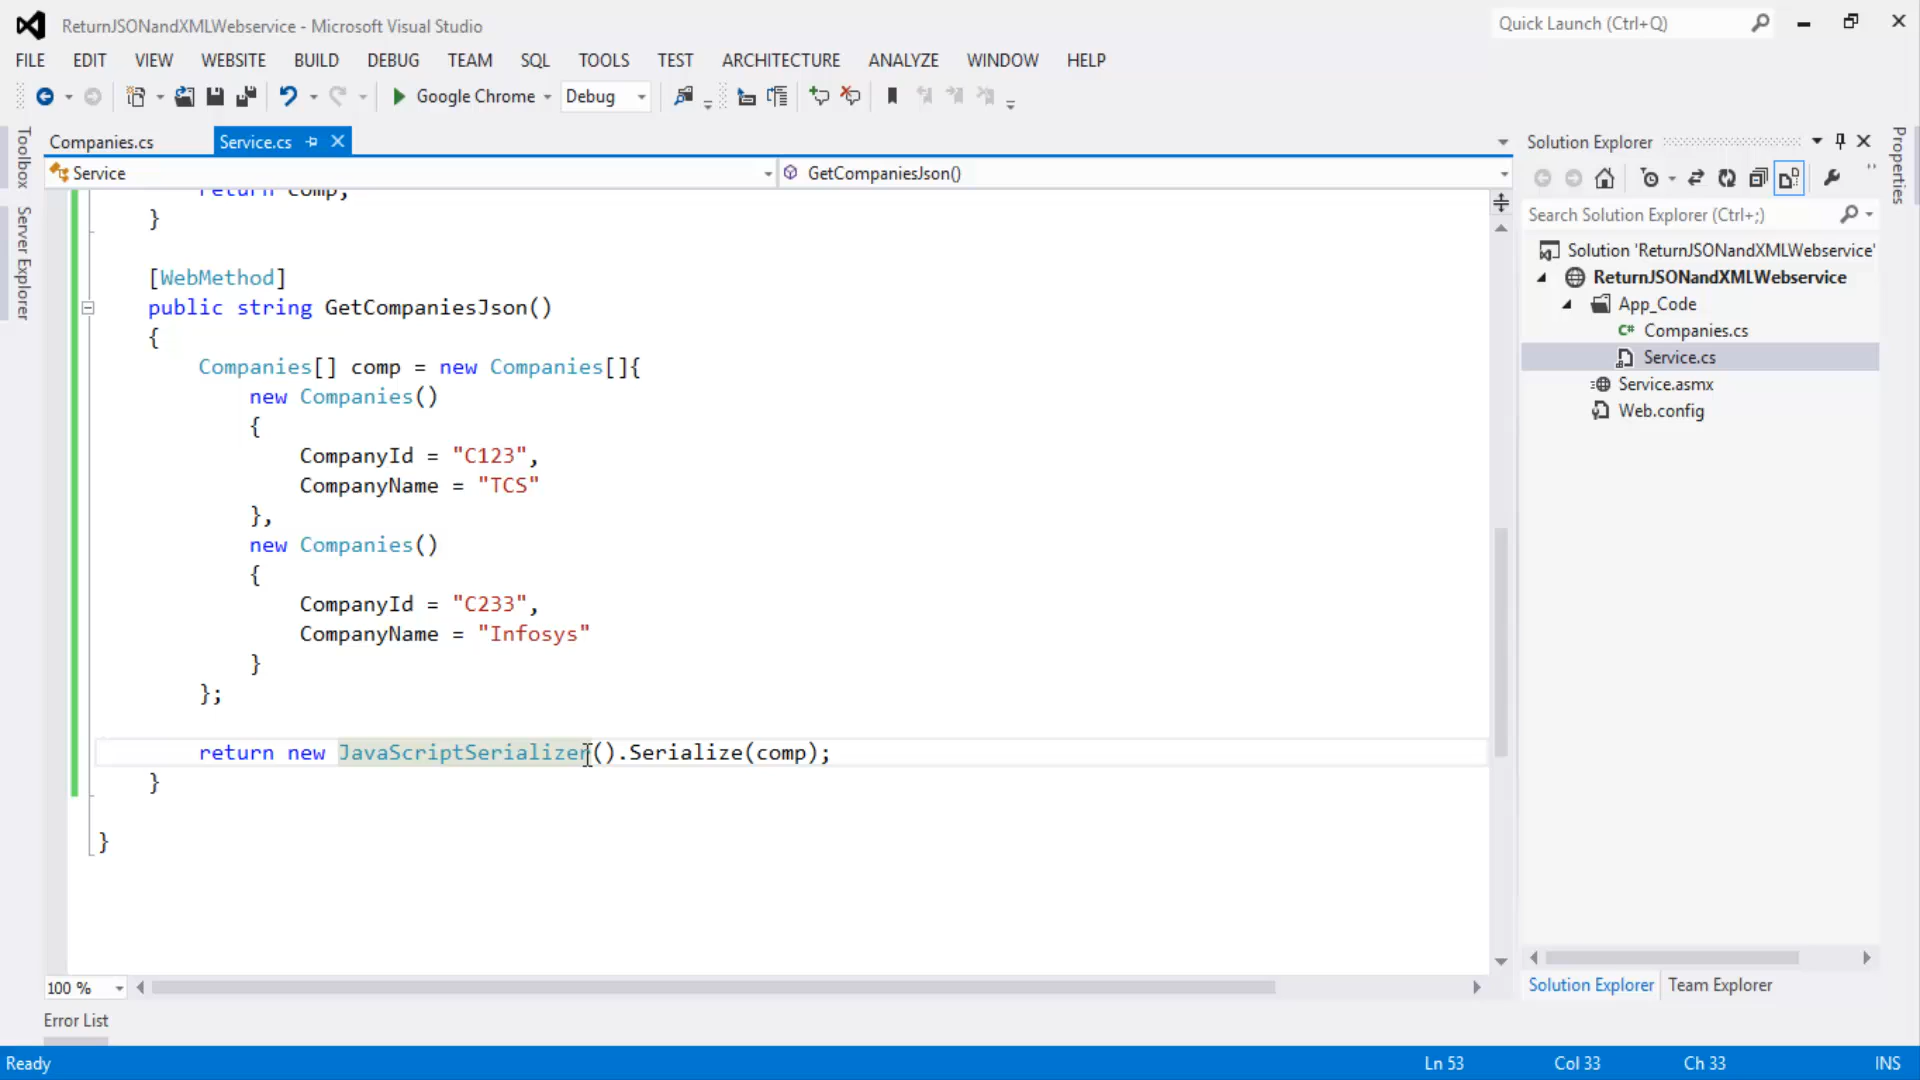 ReturnJSONandXMLWebservice - Microsoft Visual Studio
Quick Launch (Ctrl+Q)
FILE EDIT VIEW WEBSITE BUILD DEBUG TEAM SQL TOOLS TEST ARCHITECTURE ANALYZE WINDOW HELP
Google Chrome Debug
Toolbox
Server Explorer
Companies.cs Service.cs
Service GetCompaniesJson()
return comp;
}
[WebMethod]
public string GetCompaniesJson()
{
Companies[] comp = new Companies[]{
new Companies()
{
CompanyId = "C123",
CompanyName = "TCS"
},
new Companies()
{
CompanyId = "C233",
CompanyName = "Infosys"
}
};
return new JavaScriptSerializer().Serialize(comp);
}
}
100 %
Error List
Solution Explorer
Search Solution Explorer (Ctrl+;)
Solution 'ReturnJSONandXMLWebservice'
ReturnJSONandXMLWebservice
App_Code
C# Companies.cs
Service.cs
Service.asmx
Web.config
Solution Explorer Team Explorer
Properties
Ready Ln 53 Col 33 Ch 33 INS